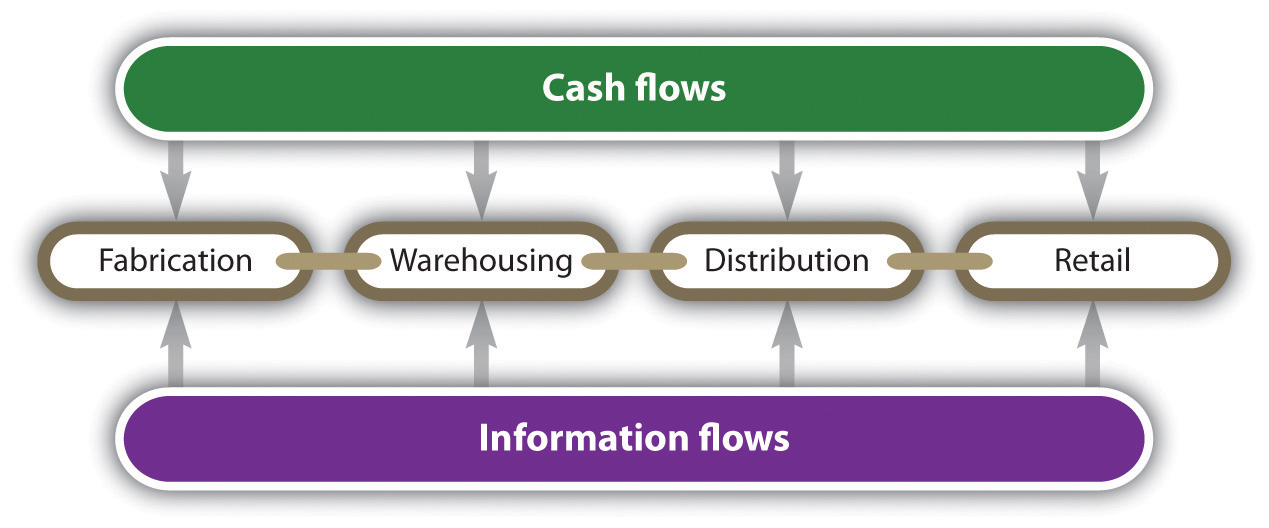 Cash flows
Fabrication
Warehousing
Distribution
Retail
Information flows